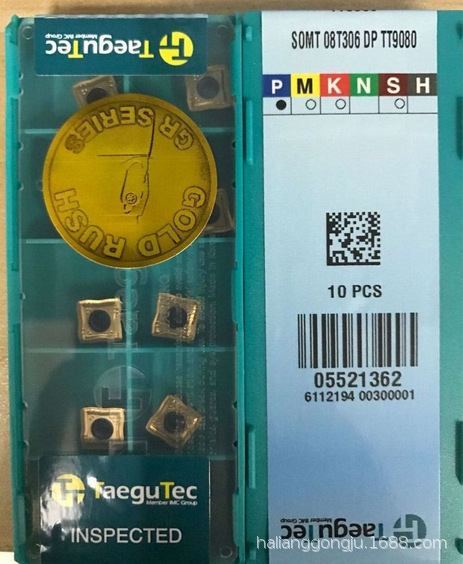 TaeguTec
Member IMC Group
GR SERIES
GOLD RUSH
TaeguTec
Member IMC Group
INSPECTED
SOMT 08T306 DP TT9080
P M K N S H
10 PCS
05521362
6112194 00300001
TaeguTec
Member IMC Group
hailianggongju.1688.com